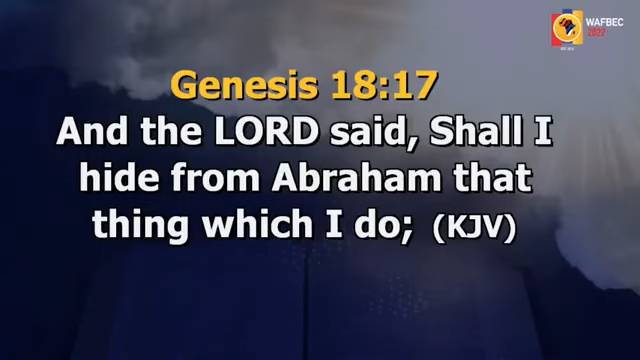 WAFBEC
2022
Genesis 18:17
And the LORD said, Shall I
hide from Abraham that
thing which I do; (KJV)